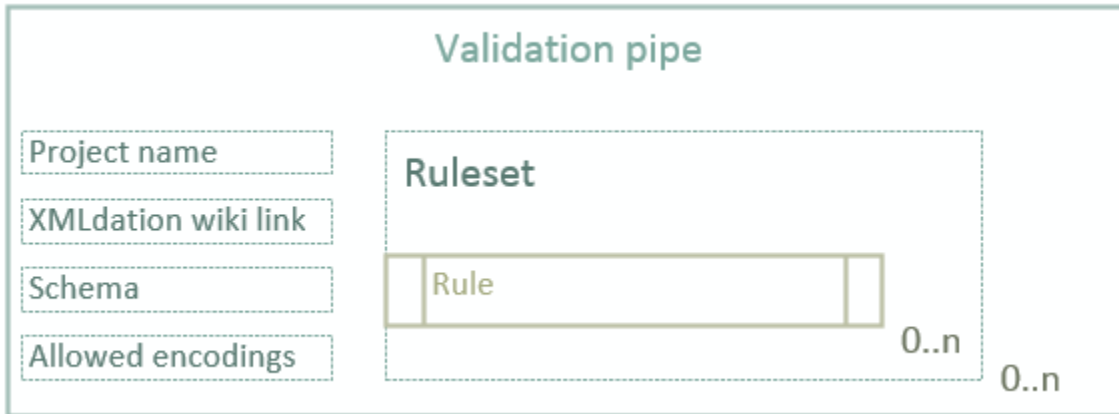 Validation pipe
Project name
XMLdation wiki link
Schema
Allowed encodings
Ruleset
Rule
0..n
0..n